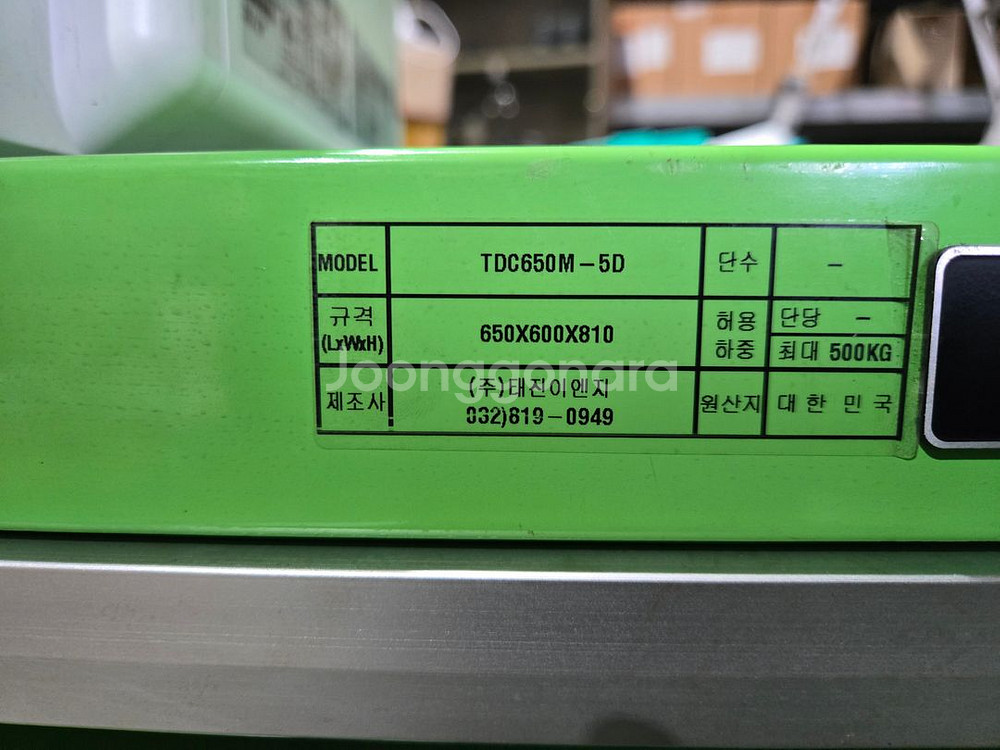 MODEL TDC650M-5D 단수 -
규격 (LxWxH) 650X600X810 허용 하중 단당 -
최대 500KG
제조사 (주)태진이엔지 원산지 대 한 민 국
032)819-0949
Joonggonara